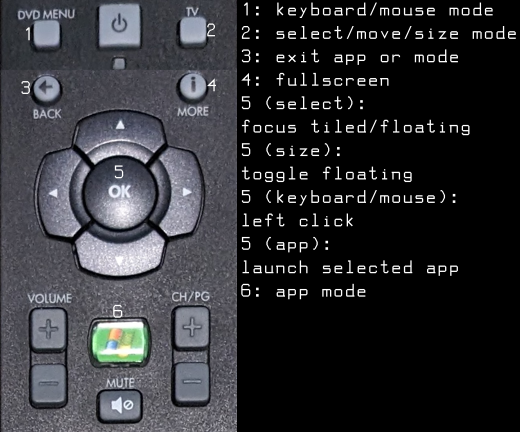 DVD MENU
TV
1
2
3
4
BACK
MORE
5
OK
VOLUME
CH/PG
6
MUTE
1: keyboard/mouse mode
2: select/move/size mode
3: exit app or mode
4: fullscreen
5 (select):
focus tiled/floating
5 (size):
toggle floating
5 (keyboard/mouse):
left click
5 (app):
launch selected app
6: app mode